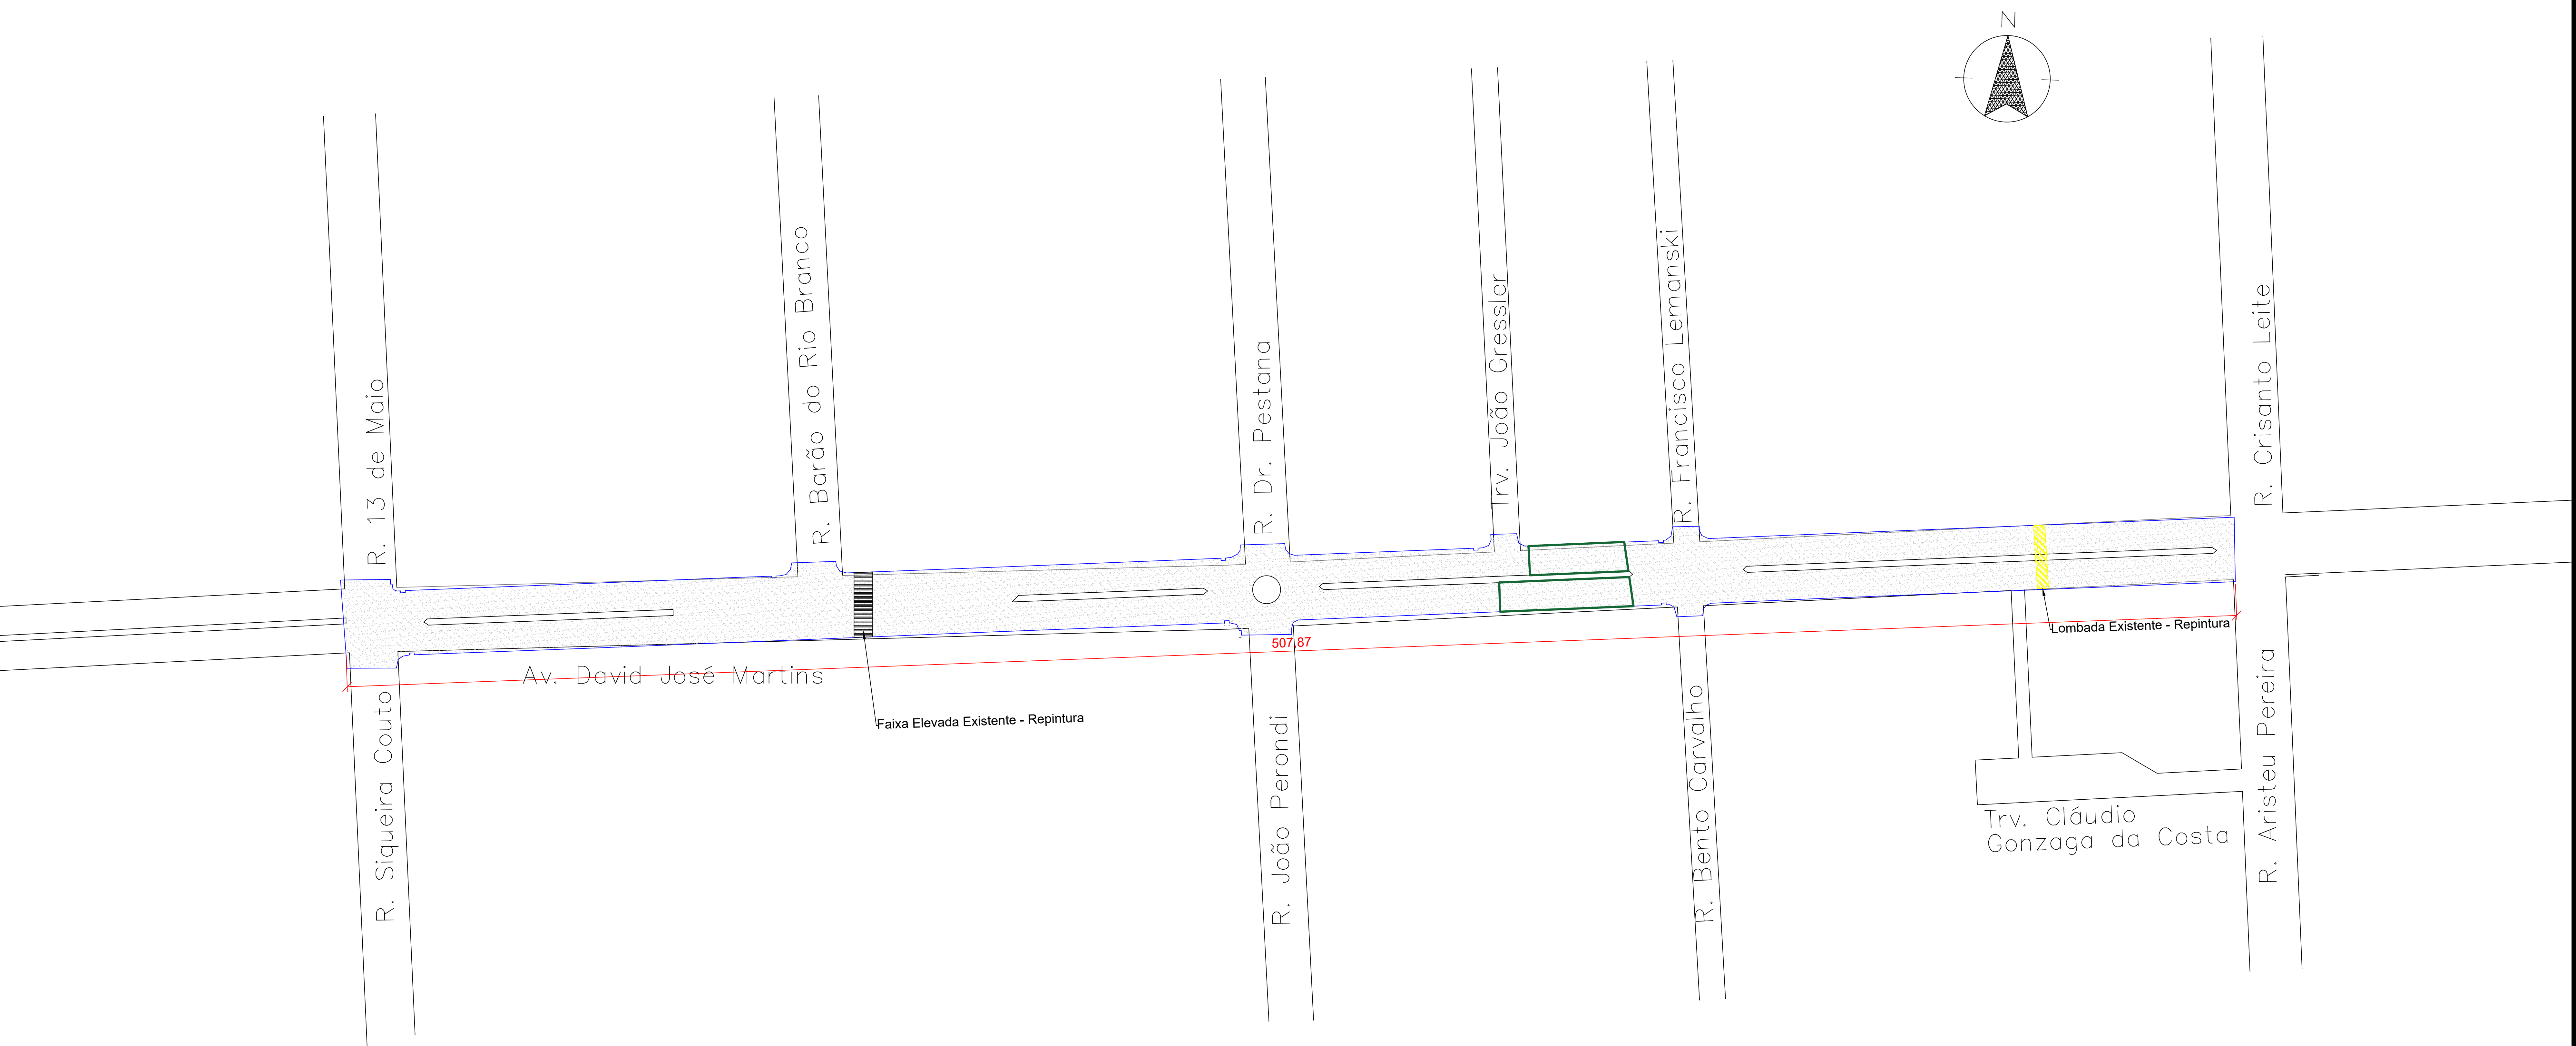 N
R. 13 de Maio
R. Barão do Rio Branco
R. Dr. Pestana
Trv. João Gressler
R. Francisco Lemanski
R. Crisanto Leite
Av. David José Martins
507,87
Lombada Existente - Repintura
Faixa Elevada Existente - Repintura
R. Siqueira Couto
R. João Perondi
R. Bento Carvalho
Trv. Cláudio
Gonzaga da Costa
R. Aristeu Pereira